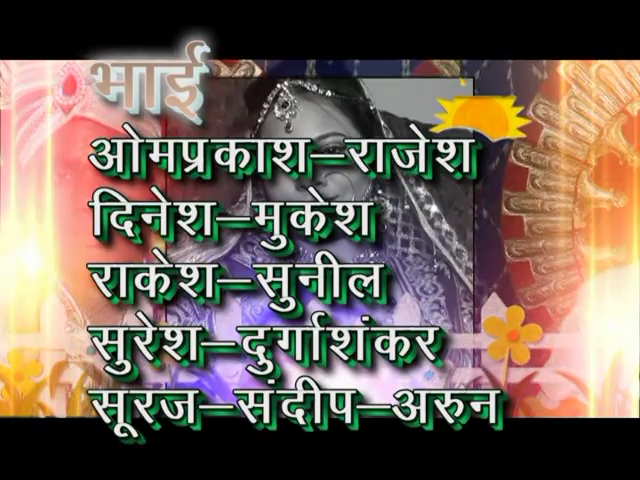 भाई
ओमप्रकाश–राजेश
दिनेश–मुकेश
राकेश–सुनील
सुरेश–दुर्गाशंकर
सूरज–संदीप–अरुन